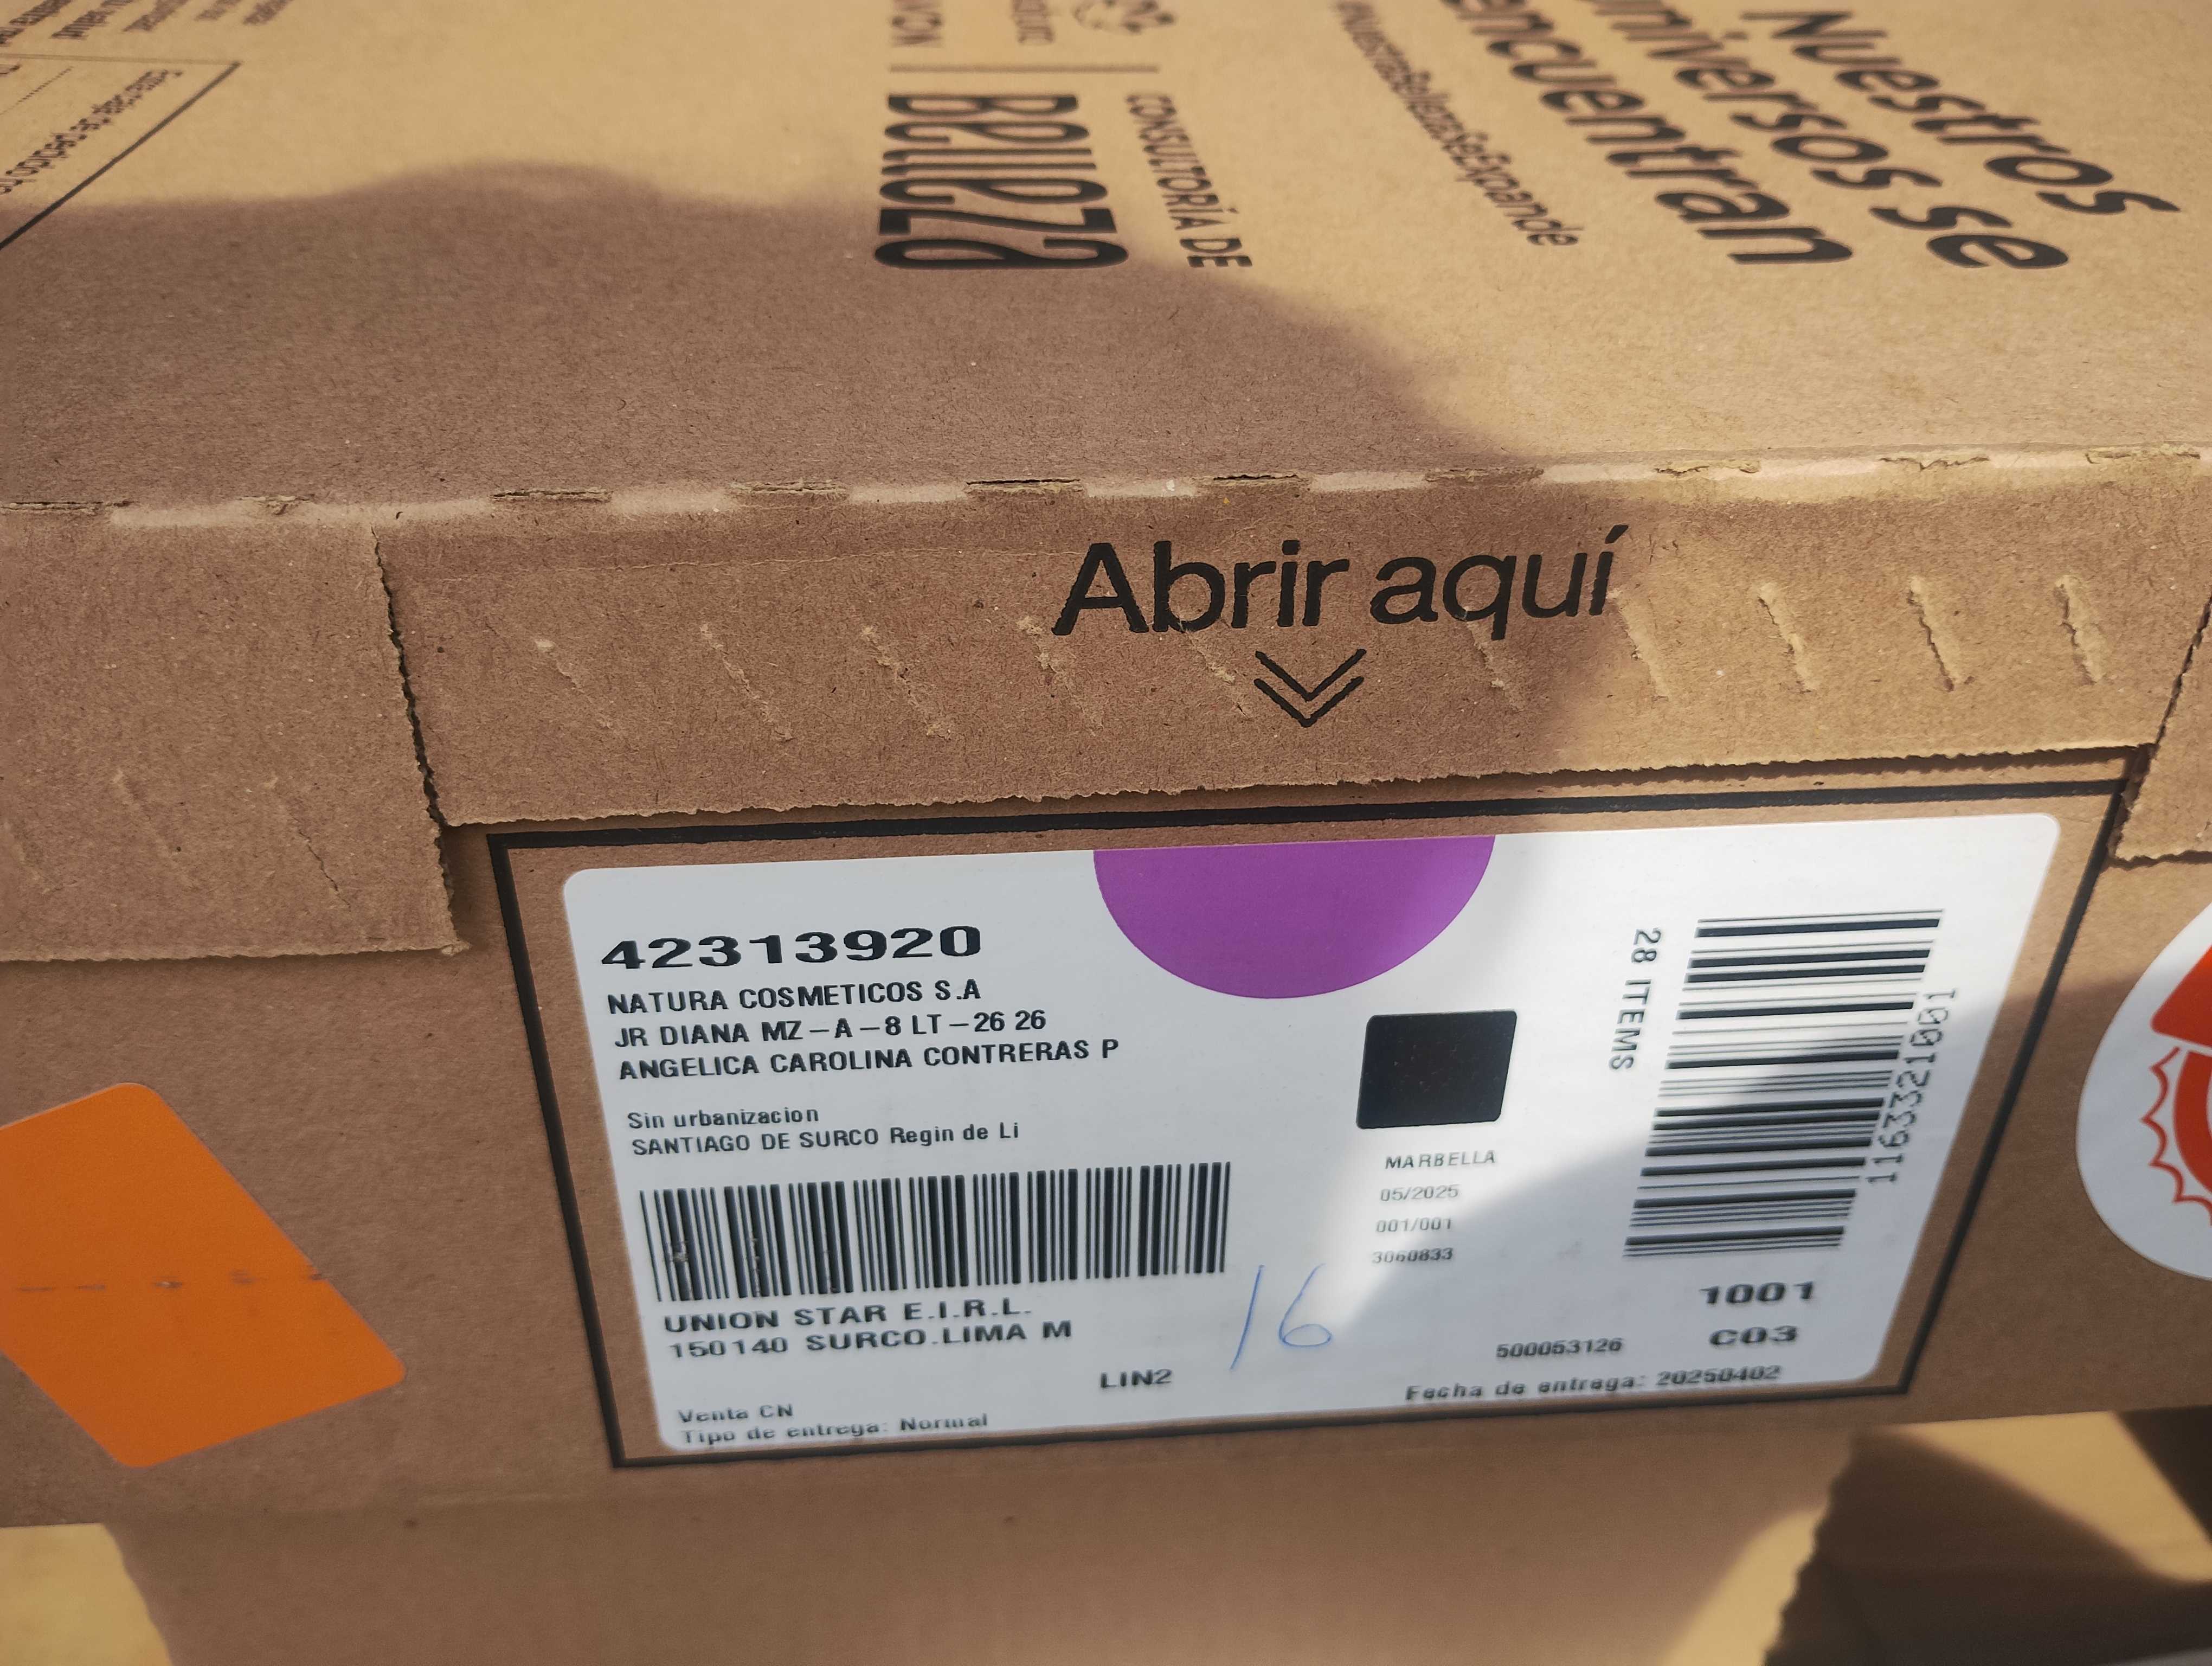 Nuestros
universos se
encuentran
#NuestraBellezaSeExpande
CONSULTORÍA DE
Belleza
Abrir aquí
42313920
NATURA COSMETICOS S.A
JR DIANA MZ-A-8 LT-26 26
ANGELICA CAROLINA CONTRERAS P
Sin urbanizacion
SANTIAGO DE SURCO Regin de Li
UNION STAR E.I.R.L.
150140 SURCO.LIMA M
LIN2
Venta CN
Tipo de entrega: Normal
16
MARBELLA
05/2025
001/001
3060833
28 ITEMS
11633321001
1001
C03
500053126
Fecha de entrega: 20250402